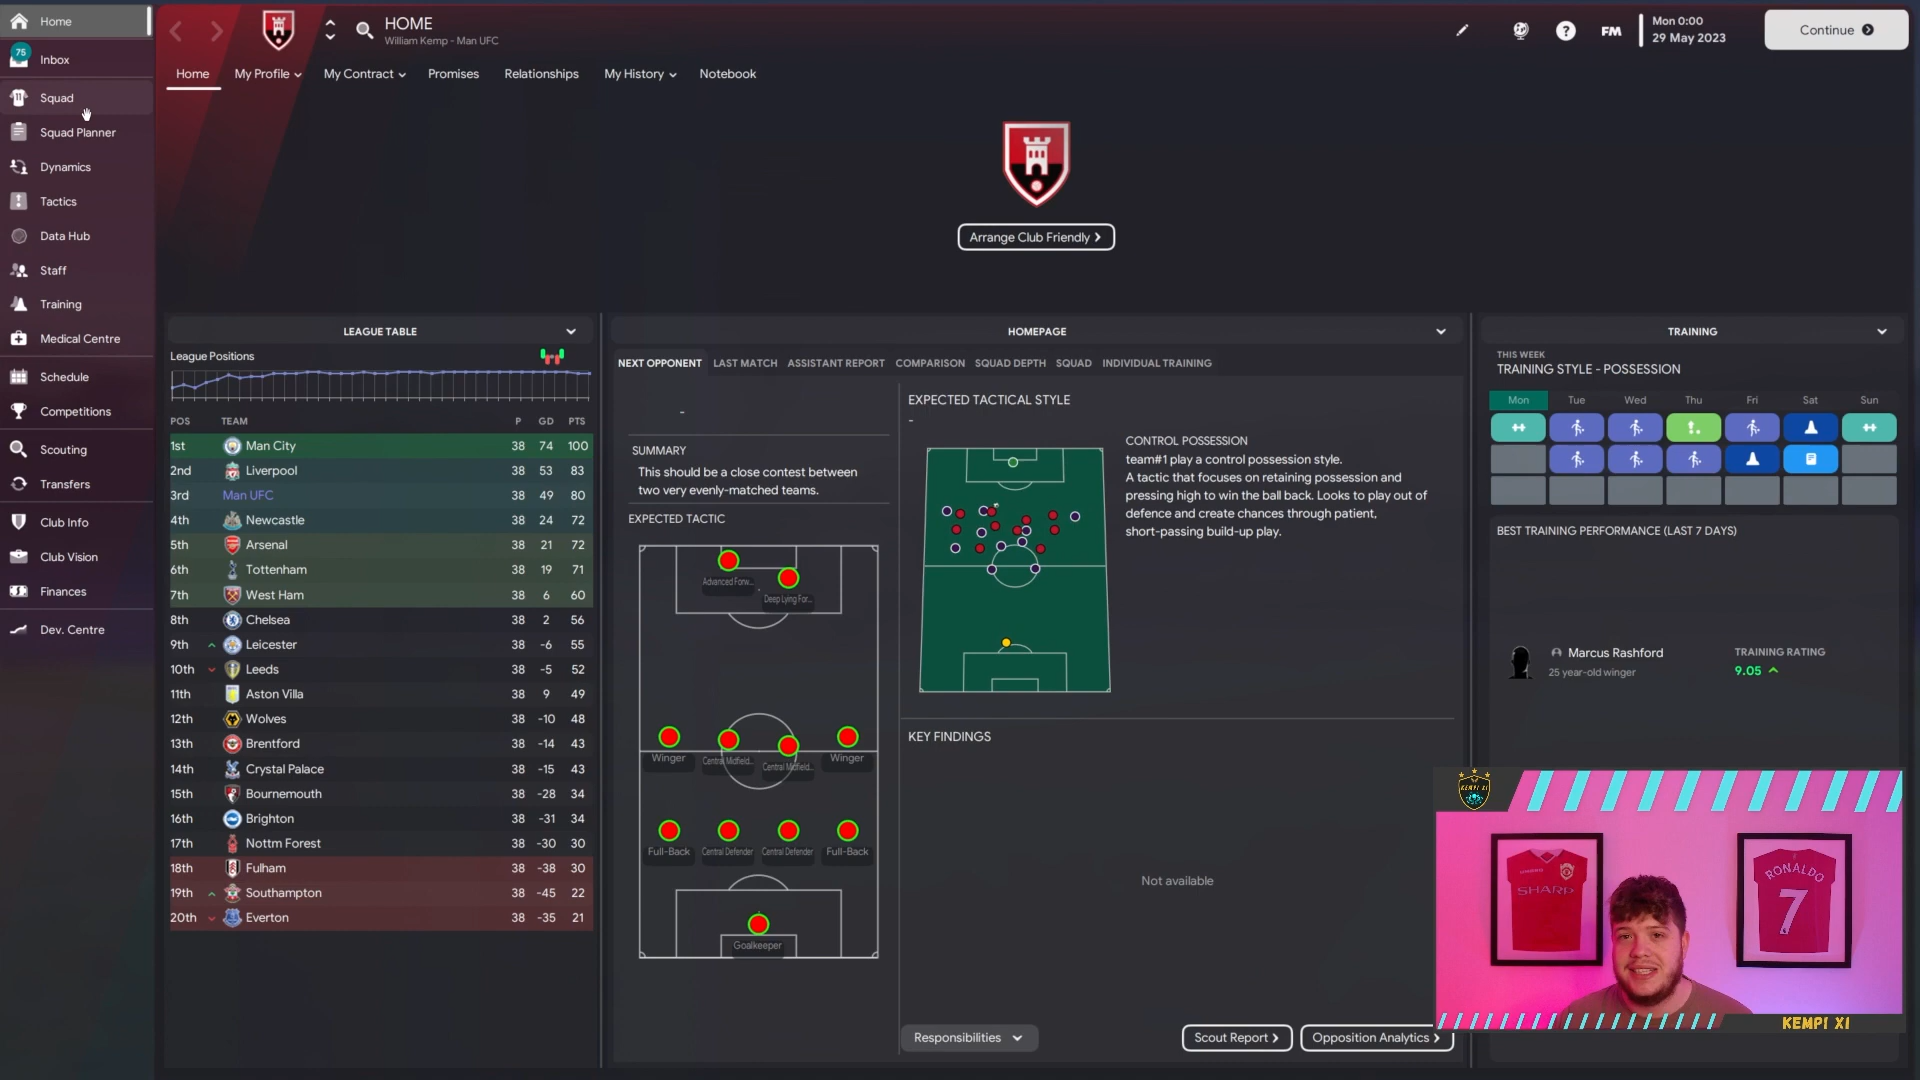 Home
75
Inbox
Squad
Squad Planner
Dynamics
Tactics
Data Hub
Staff
Training
Medical Centre
Schedule
Competitions
Scouting
Transfers
Club Info
Club Vision
Finances
Dev. Centre
HOME
William Kemp - Man UFC
FM
Mon 0:00
29 May 2023
Continue
Home My Profile My Contract Promises Relationships My History Notebook
Arrange Club Friendly >
LEAGUE TABLE
League Positions
POS TEAM P GD PTS
1st Man City 38 74 100
2nd Liverpool 38 53 83
3rd Man UFC 38 49 80
4th Newcastle 38 24 72
5th Arsenal 38 21 72
6th Tottenham 38 19 71
7th West Ham 38 6 60
8th Chelsea 38 2 56
9th Leicester 38 -6 55
10th Leeds 38 -5 52
11th Aston Villa 38 9 49
12th Wolves 38 -10 48
13th Brentford 38 -14 43
14th Crystal Palace 38 -15 43
15th Bournemouth 38 -28 34
16th Brighton 38 -31 34
17th Nottm Forest 38 -30 30
18th Fulham 38 -38 30
19th Southampton 38 -45 22
20th Everton 38 -35 21
HOMEPAGE
NEXT OPPONENT LAST MATCH ASSISTANT REPORT COMPARISON SQUAD DEPTH SQUAD INDIVIDUAL TRAINING
-
SUMMARY
This should be a close contest between
two very evenly-matched teams.
EXPECTED TACTIC
Advanced Forw...
Deep Lying For...
Winger Central Midfield... Central Midfield... Winger
Full-Back Central Defender Central Defender Full-Back
Goalkeeper
EXPECTED TACTICAL STYLE
-
CONTROL POSSESSION
team#1 play a control possession style.
A tactic that focuses on retaining possession and
pressing high to win the ball back. Looks to play out of
defence and create chances through patient,
short-passing build-up play.
KEY FINDINGS
Not available
Responsibilities
Scout Report >
Opposition Analytics >
TRAINING
THIS WEEK
TRAINING STYLE - POSSESSION
Mon Tue Wed Thu Fri Sat Sun
BEST TRAINING PERFORMANCE (LAST 7 DAYS)
Marcus Rashford
25 year-old winger
TRAINING RATING
9.05
KEMPI XI
SHARP
RONALDO
7
KEMPI XI